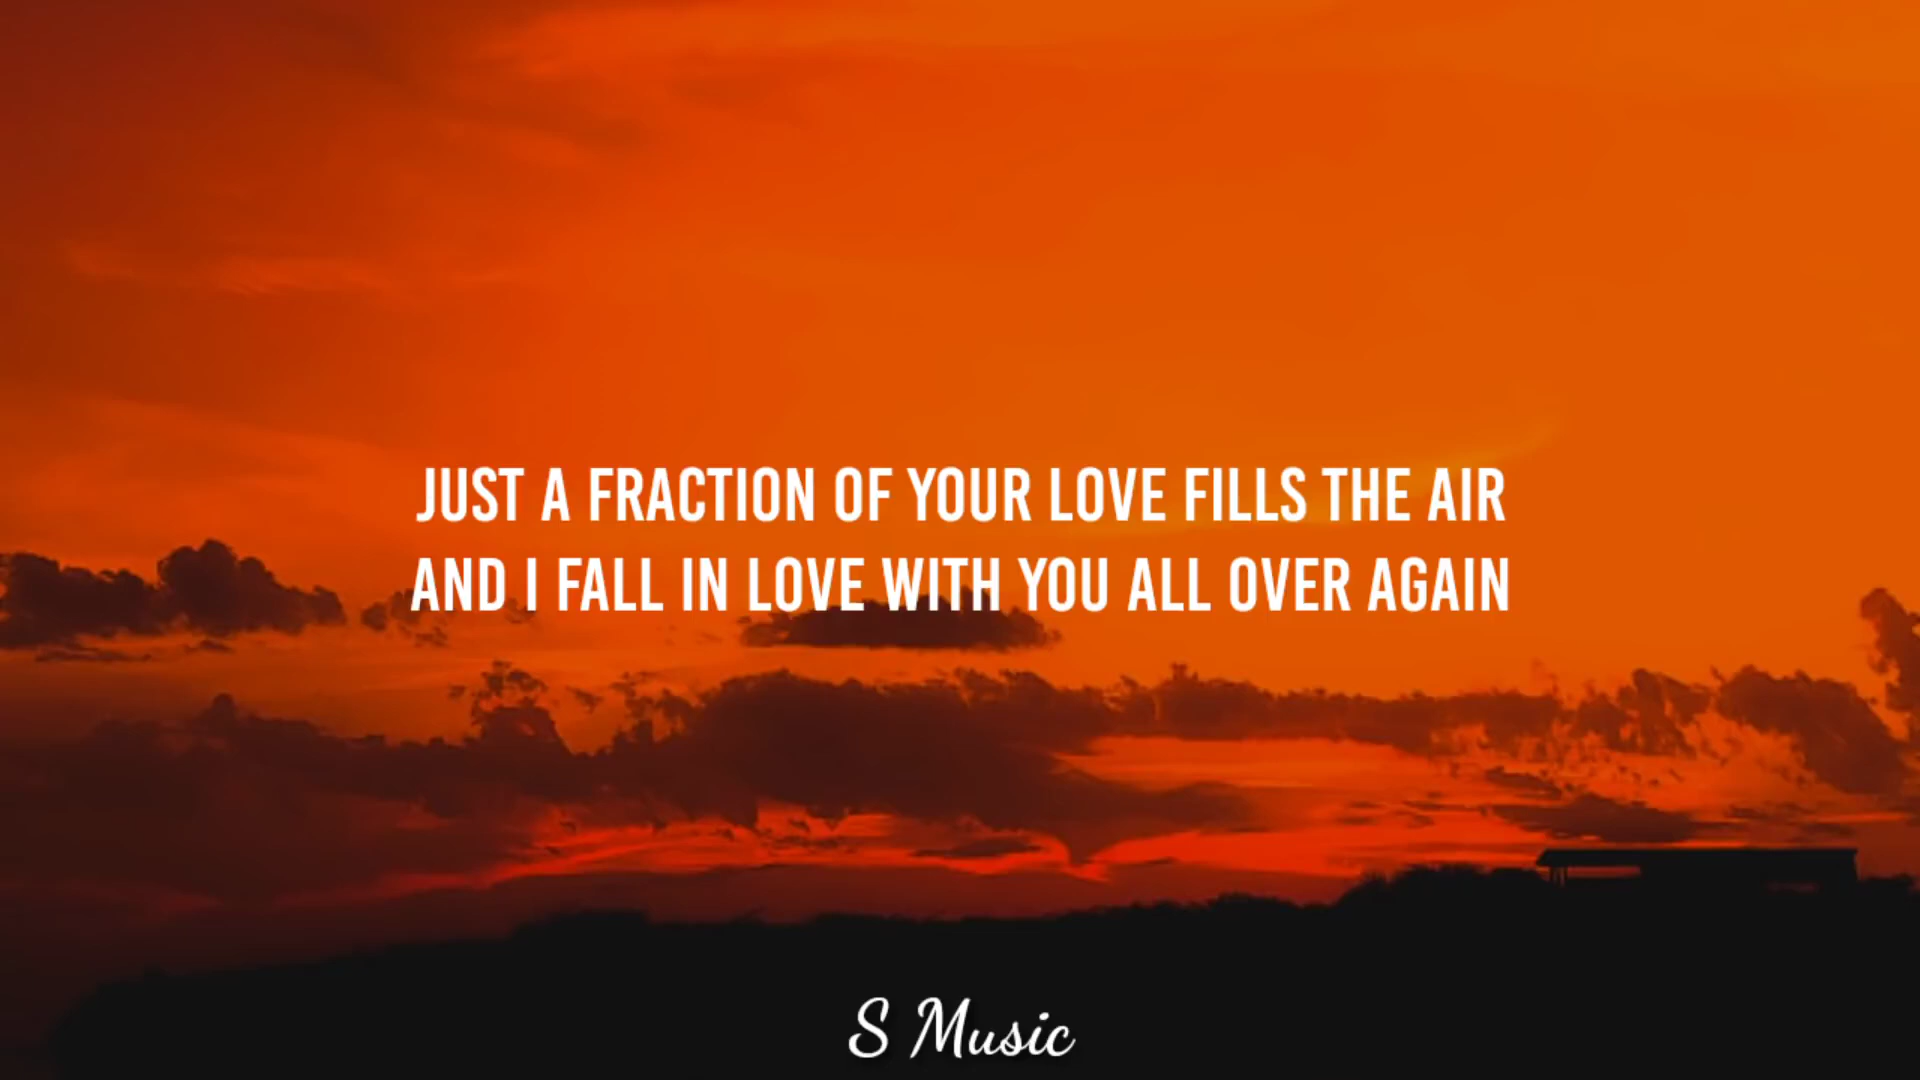 JUST A FRACTION OF YOUR LOVE FILLS THE AIR
AND I FALL IN LOVE WITH YOU ALL OVER AGAIN
S Music